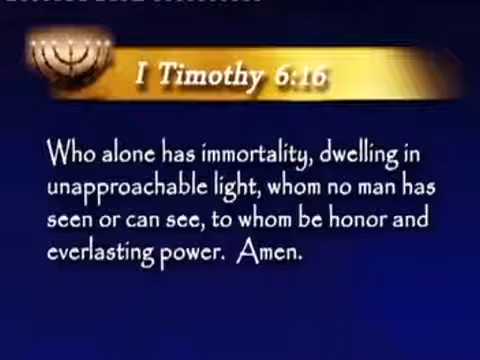 I Timothy 6:16
Who alone has immortality, dwelling in
unapproachable light, whom no man has
seen or can see, to whom be honor and
everlasting power. Amen.